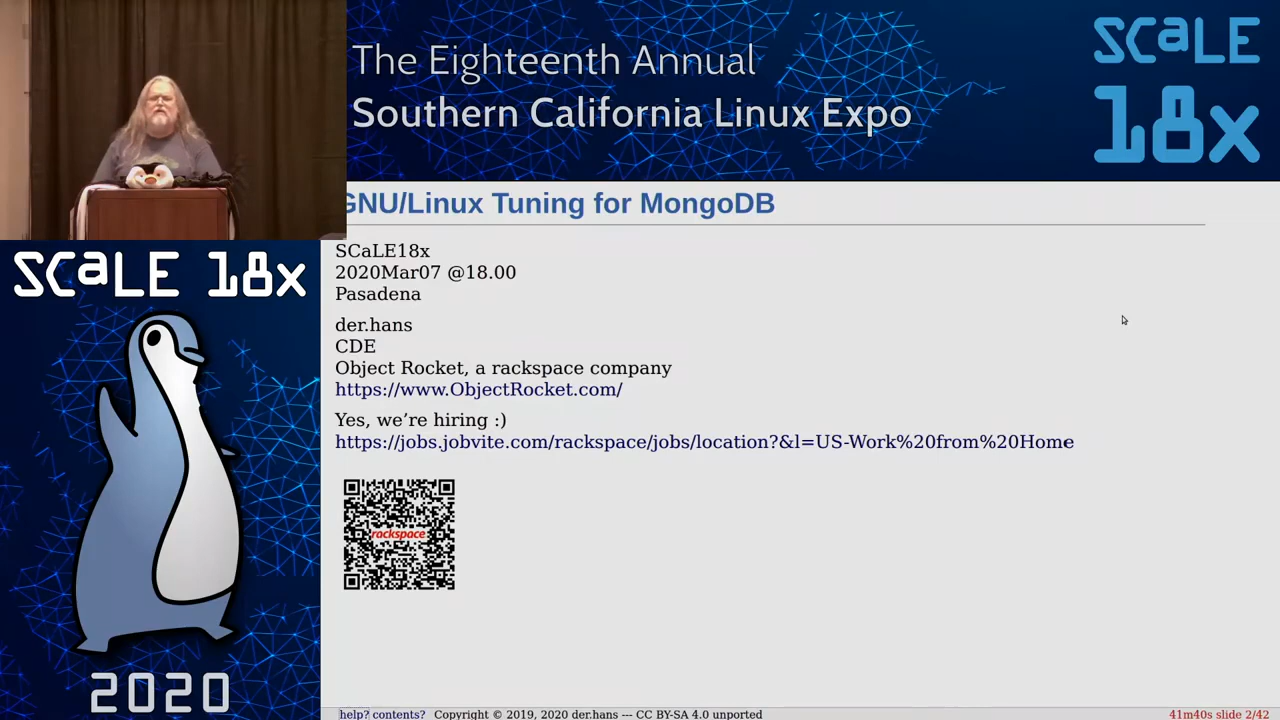 The Eighteenth Annual
Southern California Linux Expo
SCaLE
18x
GNU/Linux Tuning for MongoDB
SCaLE18x
2020Mar07 @18.00
Pasadena
der.hans
CDE
Object Rocket, a rackspace company
https://www.ObjectRocket.com/
Yes, we’re hiring :)
https://jobs.jobvite.com/rackspace/jobs/location?&l=US-Work%20from%20Home
rackspace
SCaLE 18x
2020
help? contents? Copyright © 2019, 2020 der.hans --- CC BY-SA 4.0 unported
41m40s slide 2/42